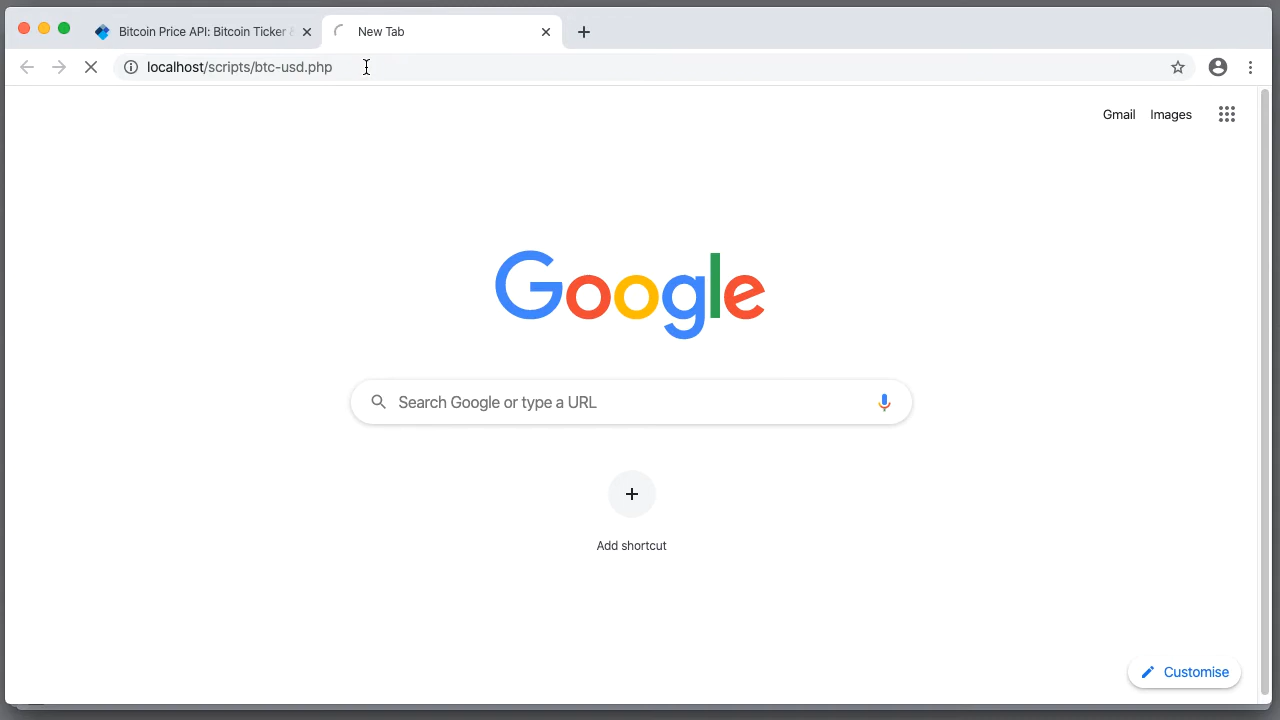 Bitcoin Price API: Bitcoin Ticker
New Tab
localhost/scripts/btc-usd.php
Gmail
Images
Google
Search Google or type a URL
Add shortcut
Customise